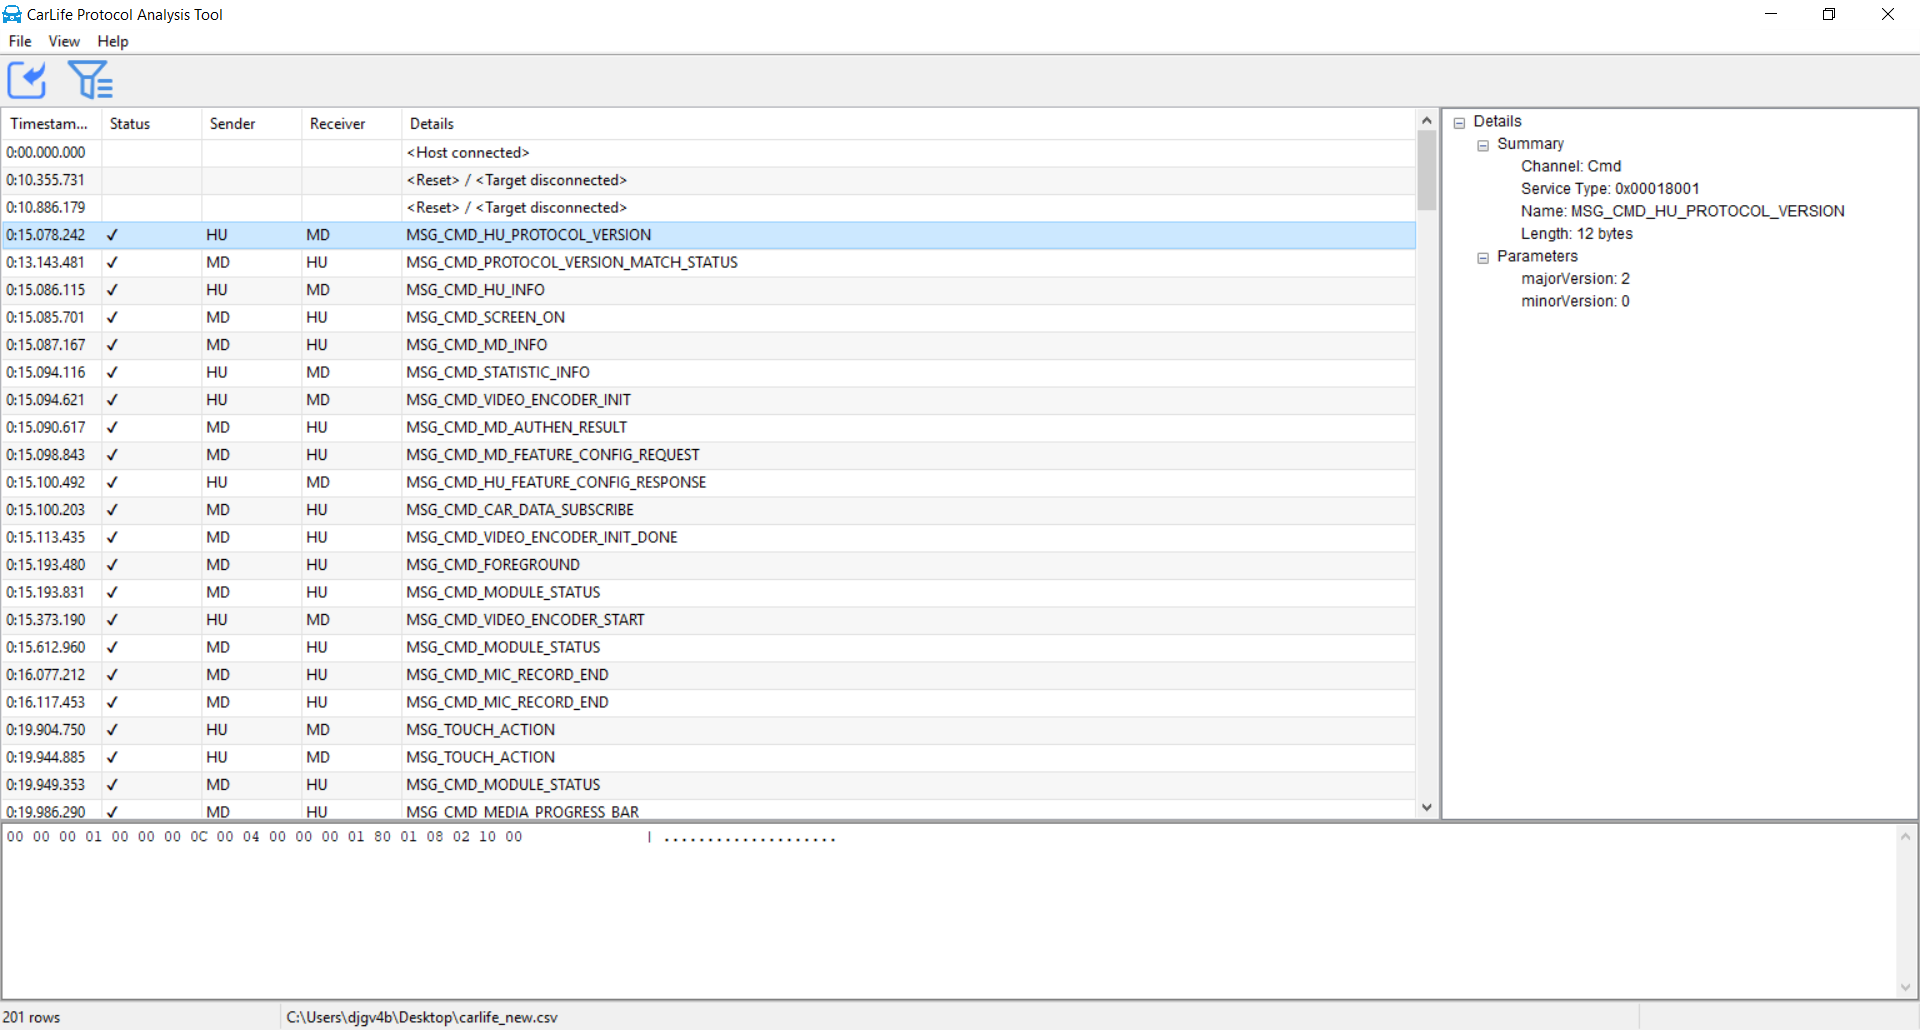 CarLife Protocol Analysis Tool
File View Help
Timestam... Status Sender Receiver Details
0:00.000.000 <Host connected>
0:10.355.731 <Reset> / <Target disconnected>
0:10.886.179 <Reset> / <Target disconnected>
0:15.078.242 ✓ HU MD MSG_CMD_HU_PROTOCOL_VERSION
0:13.143.481 ✓ MD HU MSG_CMD_PROTOCOL_VERSION_MATCH_STATUS
0:15.086.115 ✓ HU MD MSG_CMD_HU_INFO
0:15.085.701 ✓ MD HU MSG_CMD_SCREEN_ON
0:15.087.167 ✓ MD HU MSG_CMD_MD_INFO
0:15.094.116 ✓ HU MD MSG_CMD_STATISTIC_INFO
0:15.094.621 ✓ HU MD MSG_CMD_VIDEO_ENCODER_INIT
0:15.090.617 ✓ MD HU MSG_CMD_MD_AUTHEN_RESULT
0:15.098.843 ✓ MD HU MSG_CMD_MD_FEATURE_CONFIG_REQUEST
0:15.100.492 ✓ HU MD MSG_CMD_HU_FEATURE_CONFIG_RESPONSE
0:15.100.203 ✓ MD HU MSG_CMD_CAR_DATA_SUBSCRIBE
0:15.113.435 ✓ MD HU MSG_CMD_VIDEO_ENCODER_INIT_DONE
0:15.193.480 ✓ MD HU MSG_CMD_FOREGROUND
0:15.193.831 ✓ MD HU MSG_CMD_MODULE_STATUS
0:15.373.190 ✓ HU MD MSG_CMD_VIDEO_ENCODER_START
0:15.612.960 ✓ MD HU MSG_CMD_MODULE_STATUS
0:16.077.212 ✓ MD HU MSG_CMD_MIC_RECORD_END
0:16.117.453 ✓ MD HU MSG_CMD_MIC_RECORD_END
0:19.904.750 ✓ HU MD MSG_TOUCH_ACTION
0:19.944.885 ✓ HU MD MSG_TOUCH_ACTION
0:19.949.353 ✓ MD HU MSG_CMD_MODULE_STATUS
0:19.986.290 ✓ MD HU MSG_CMD_MEDIA_PROGRESS_BAR
Details
Summary
Channel: Cmd
Service Type: 0x00018001
Name: MSG_CMD_HU_PROTOCOL_VERSION
Length: 12 bytes
Parameters
majorVersion: 2
minorVersion: 0
00 00 00 01 00 00 00 0C 00 04 00 00 00 01 80 01 08 02 10 00 | ....................
201 rows C:\Users\djgv4b\Desktop\carlife_new.csv